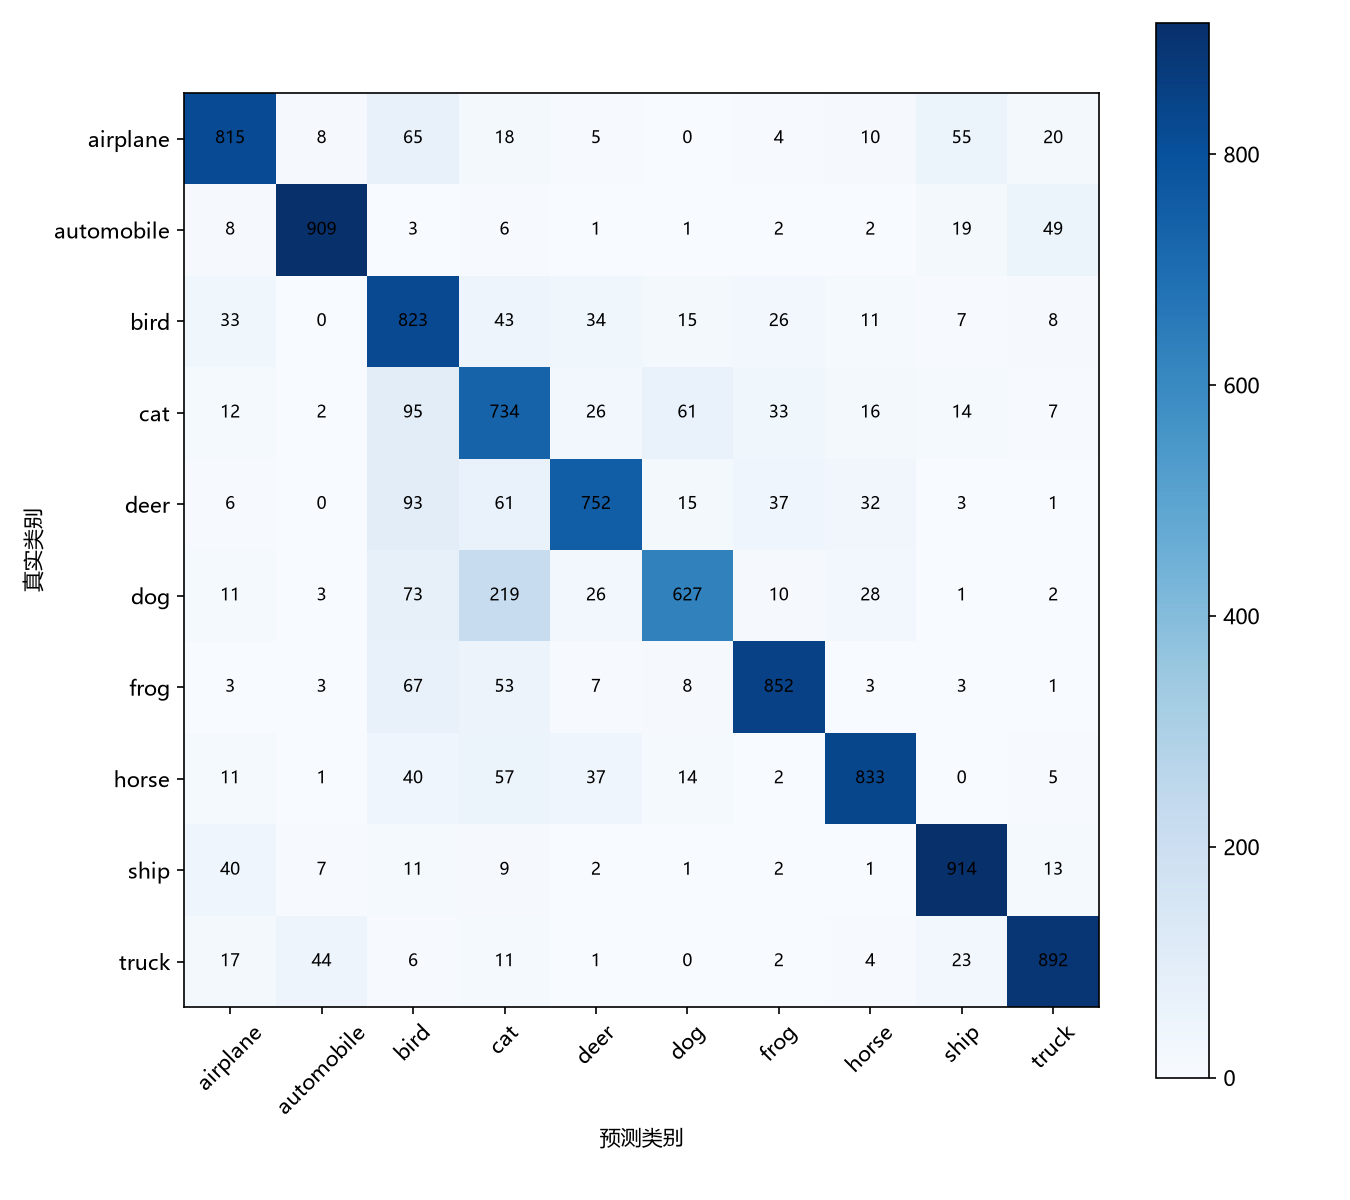 airplane 815 8 65 18 5 0 4 10 55 20
automobile 8 909 3 6 1 1 2 2 19 49
bird 33 0 823 43 34 15 26 11 7 8
cat 12 2 95 734 26 61 33 16 14 7
deer 6 0 93 61 752 15 37 32 3 1
dog 11 3 73 219 26 627 10 28 1 2
frog 3 3 67 53 7 8 852 3 3 1
horse 11 1 40 57 37 14 2 833 0 5
ship 40 7 11 9 2 1 2 1 914 13
truck 17 44 6 11 1 0 2 4 23 892
airplane automobile bird cat deer dog frog horse ship truck
预测类别
真实类别
800
600
400
200
0